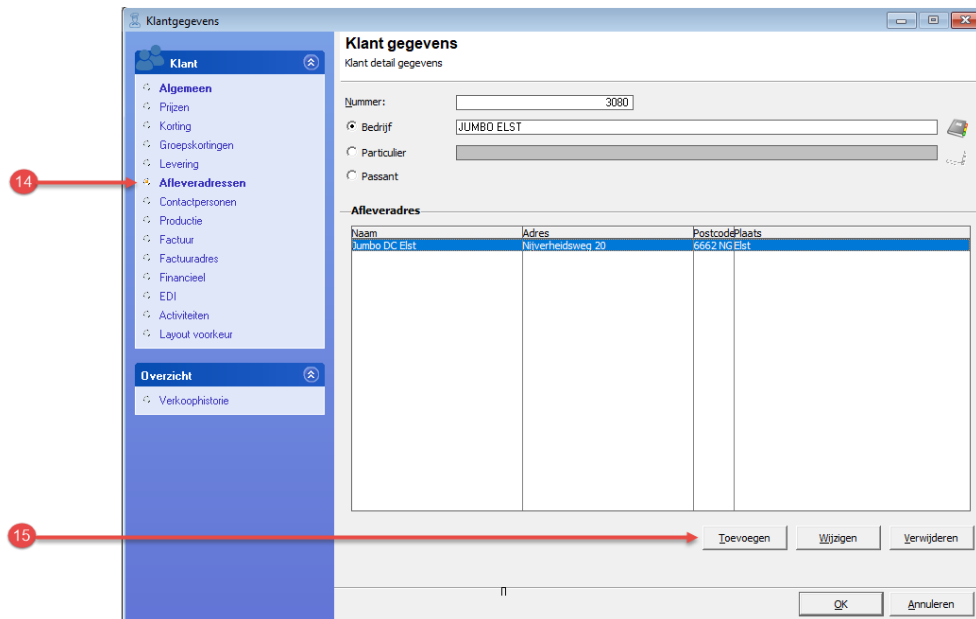 Klantgegevens
Klant
Algemeen
Prijzen
Korting
Groepskortingen
Levering
14
Afleveradressen
Contactpersonen
Productie
Factuur
Factuuradres
Financieel
EDI
Activiteiten
Layout voorkeur
Overzicht
Verkoophistorie
Klant gegevens
Klant detail gegevens
Nummer: 3080
Bedrijf JUMBO ELST
Particulier
Passant
Afleveradres
Naam Adres Postcode Plaats
Jumbo DC Elst Nijverheidsweg 20 6662 NG Elst
15
Toevoegen Wijzigen Verwijderen
OK Annuleren